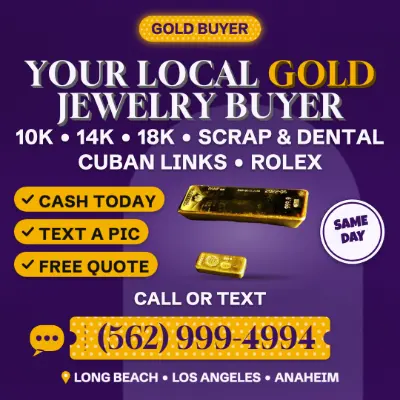 GOLD BUYER
YOUR LOCAL GOLD
JEWELRY BUYER
10K • 14K • 18K • SCRAP & DENTAL
CUBAN LINKS • ROLEX
CASH TODAY
TEXT A PIC
FREE QUOTE
SAME
DAY
CALL OR TEXT
(562) 999-4994
LONG BEACH • LOS ANGELES • ANAHEIM